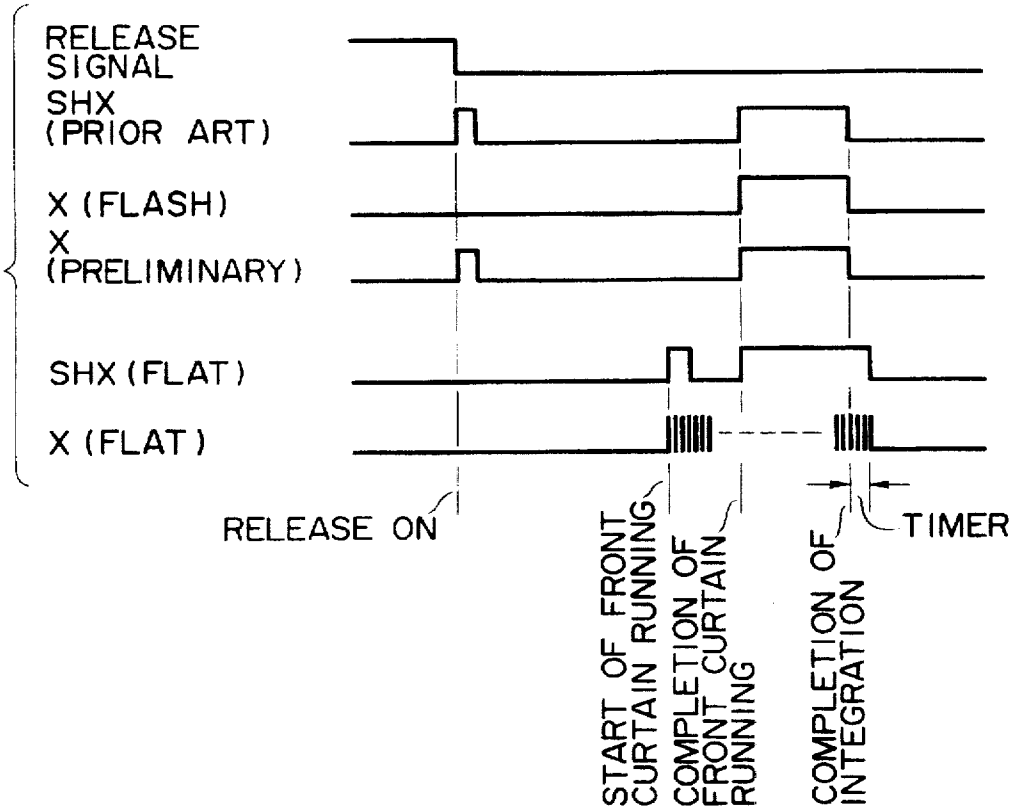 RELEASE
SIGNAL
SHX
(PRIOR ART)
X (FLASH)
X
(PRELIMINARY)
SHX (FLAT)
X (FLAT)
RELEASE ON
START OF FRONT
CURTAIN RUNNING
COMPLETION OF
FRONT CURTAIN
RUNNING
COMPLETION OF
INTEGRATION
TIMER